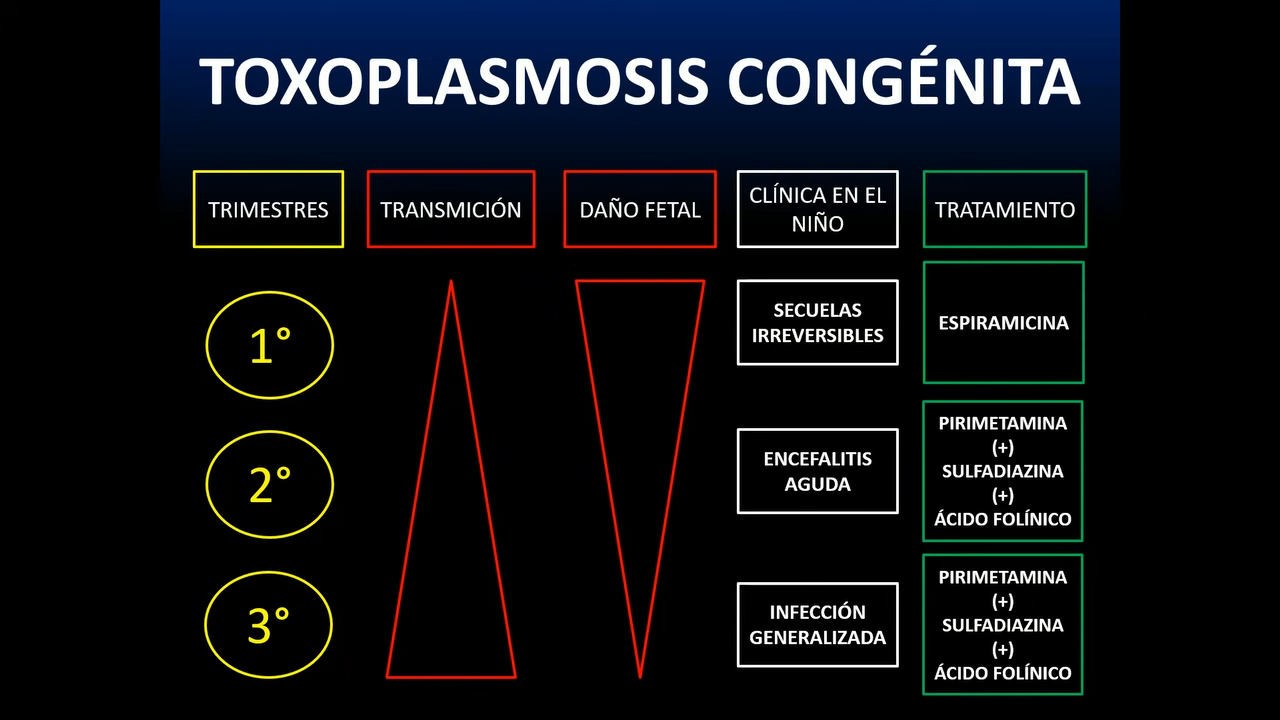 TOXOPLASMOSIS CONGÉNITA
TRIMESTRES
TRANSMICIÓN
DAÑO FETAL
CLÍNICA EN EL
NIÑO
TRATAMIENTO
1°
SECUELAS
IRREVERSIBLES
ESPIRAMICINA
2°
ENCEFALITIS
AGUDA
PIRIMETAMINA
(+)
SULFADIAZINA
(+)
ÁCIDO FOLÍNICO
3°
INFECCIÓN
GENERALIZADA
PIRIMETAMINA
(+)
SULFADIAZINA
(+)
ÁCIDO FOLÍNICO